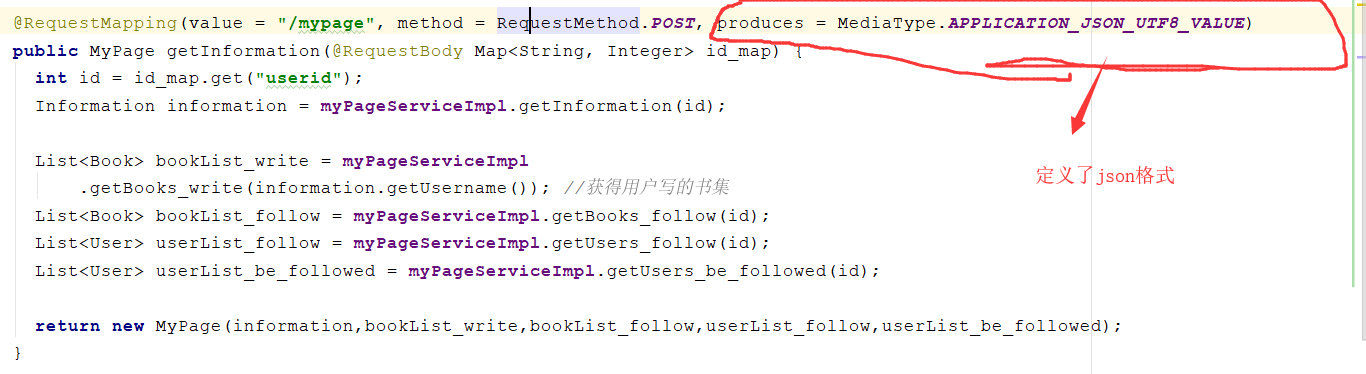 @RequestMapping(value = "/mypage", method = RequestMethod.POST, produces = MediaType.APPLICATION_JSON_UTF8_VALUE)
public MyPage getInformation(@RequestBody Map<String, Integer> id_map) {
int id = id_map.get("userid");
Information information = myPageServiceImpl.getInformation(id);
List<Book> bookList_write = myPageServiceImpl
.getBooks_write(information.getUsername()); //获得用户写的书集
定义了json格式
List<Book> bookList_follow = myPageServiceImpl.getBooks_follow(id);
List<User> userList_follow = myPageServiceImpl.getUsers_follow(id);
List<User> userList_be_followed = myPageServiceImpl.getUsers_be_followed(id);
return new MyPage(information,bookList_write,bookList_follow,userList_follow,userList_be_followed);
}